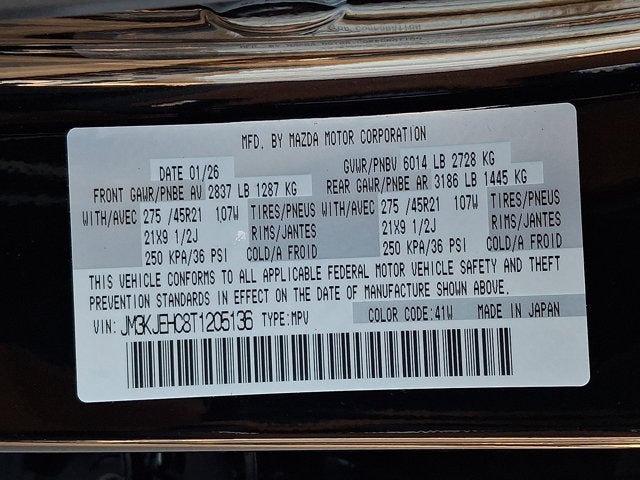 MFD. BY MAZDA MOTOR CORPORATION
DATE 01/26 GVWR/PNBV 6014 LB 2728 KG
FRONT GAWR/PNBE AV 2837 LB 1287 KG REAR GAWR/PNBE AR 3186 LB 1445 KG
WITH/AVEC 275 /45R21 107W TIRES/PNEUS WITH/AVEC 275 /45R21 107W TIRES/PNEUS
21X9 1/2J RIMS/JANTES 21X9 1/2J RIMS/JANTES
250 KPA/36 PSI COLD/A FROID 250 KPA/36 PSI COLD/A FROID
THIS VEHICLE CONFORMS TO ALL APPLICABLE FEDERAL MOTOR VEHICLE SAFETY AND THEFT
PREVENTION STANDARDS IN EFFECT ON THE DATE OF MANUFACTURE SHOWN ABOVE.
VIN: JM3KJEHC8T1205136 TYPE:MPV COLOR CODE:41W MADE IN JAPAN